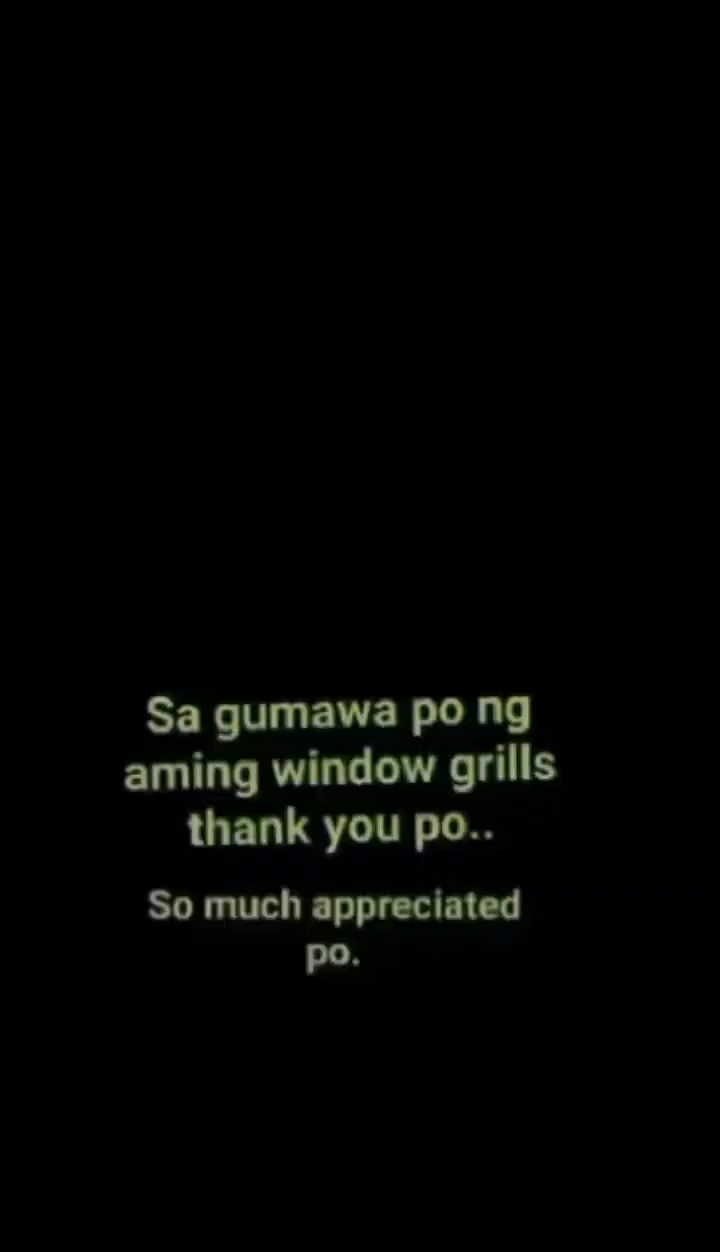 Sa gumawa po ng
aming window grills
thank you po..
So much appreciated
po.